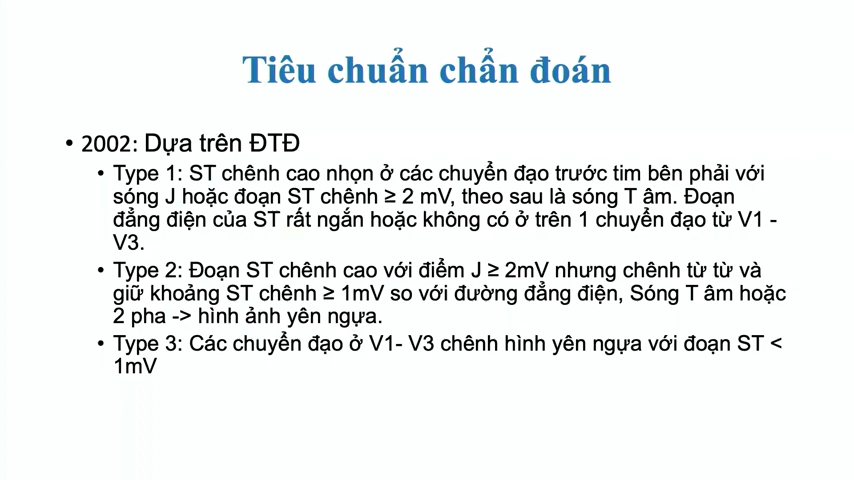 Tiêu chuẩn chẩn đoán
• 2002: Dựa trên ĐTĐ
• Type 1: ST chênh cao nhọn ở các chuyển đạo trước tim bên phải với
sóng J hoặc đoạn ST chênh ≥ 2 mV, theo sau là sóng T âm. Đoạn
đẳng điện của ST rất ngắn hoặc không có ở trên 1 chuyển đạo từ V1 -
V3.
• Type 2: Đoạn ST chênh cao với điểm J ≥ 2mV nhưng chênh từ từ và
giữ khoảng ST chênh ≥ 1mV so với đường đẳng điện, Sóng T âm hoặc
2 pha -> hình ảnh yên ngựa.
• Type 3: Các chuyển đạo ở V1- V3 chênh hình yên ngựa với đoạn ST <
1mV